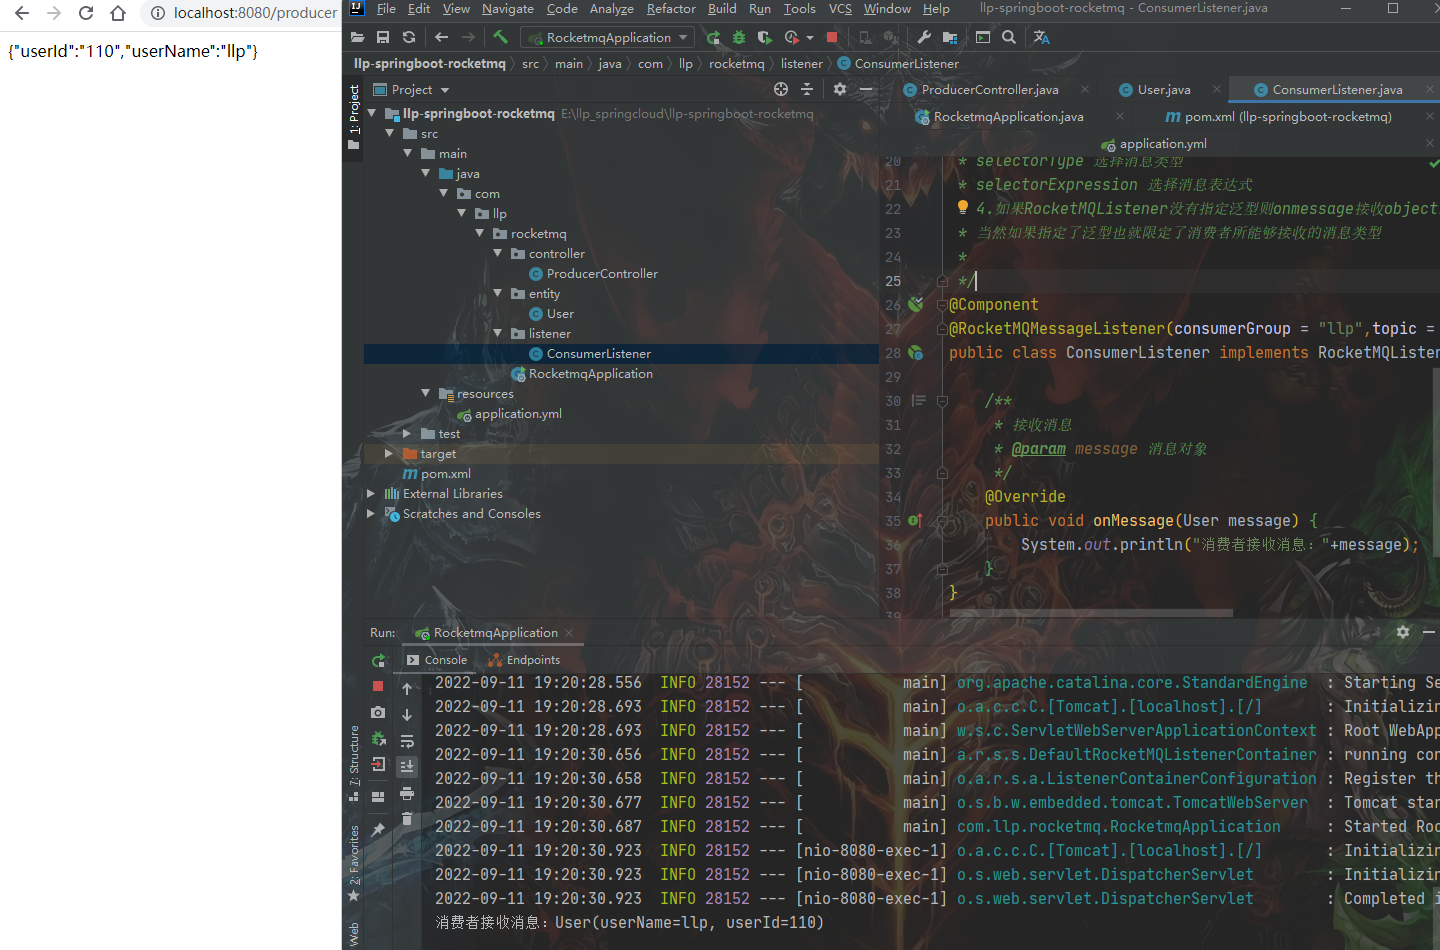 localhost:8080/producer
{"userId":"110","userName":"llp"}
File Edit View Navigate Code Analyze Refactor Build Run Tools VCS Window Help llp-springboot-rocketmq - ConsumerListener.java
RocketmqApplication
llp-springboot-rocketmq src main java com llp rocketmq listener ConsumerListener
1: Project
Project
llp-springboot-rocketmq E:\llp_springcloud\llp-springboot-rocketmq
src
main
java
com
llp
rocketmq
controller
ProducerController
entity
User
listener
ConsumerListener
RocketmqApplication
resources
application.yml
test
target
pom.xml
External Libraries
Scratches and Consoles
ProducerController.java User.java ConsumerListener.java
RocketmqApplication.java pom.xml (llp-springboot-rocketmq)
application.yml
20 * selectorType 选择消息类型
21 * selectorExpression 选择消息表达式
22 * 4.如果RocketMQListener没有指定泛型则onmessage接收object
23 * 当然如果指定了泛型也就限定了消费者所能够接收的消息类型
24 *
25 */
26 @Component
27 @RocketMQMessageListener(consumerGroup = "llp",topic =
28 public class ConsumerListener implements RocketMQListen
29
30 /**
31 * 接收消息
32 * @param message 消息对象
33 */
34 @Override
35 public void onMessage(User message) {
36 System.out.println("消费者接收消息："+message);
37 }
38 }
39
Run: RocketmqApplication
Console Endpoints
2022-09-11 19:20:28.556 INFO 28152 --- [ main] org.apache.catalina.core.StandardEngine : Starting Se
2022-09-11 19:20:28.693 INFO 28152 --- [ main] o.a.c.c.C.[Tomcat].[localhost].[/] : Initializin
2022-09-11 19:20:28.693 INFO 28152 --- [ main] w.s.c.ServletWebServerApplicationContext : Root WebApp
2022-09-11 19:20:30.656 INFO 28152 --- [ main] a.r.s.s.DefaultRocketMQListenerContainer : running con
2022-09-11 19:20:30.658 INFO 28152 --- [ main] o.a.r.s.a.ListenerContainerConfiguration : Register th
2022-09-11 19:20:30.677 INFO 28152 --- [ main] o.s.b.w.embedded.tomcat.TomcatWebServer : Tomcat star
2022-09-11 19:20:30.687 INFO 28152 --- [ main] com.llp.rocketmq.RocketmqApplication : Started Roc
2022-09-11 19:20:30.923 INFO 28152 --- [nio-8080-exec-1] o.a.c.c.C.[Tomcat].[localhost].[/] : Initializin
2022-09-11 19:20:30.923 INFO 28152 --- [nio-8080-exec-1] o.s.web.servlet.DispatcherServlet : Initializin
2022-09-11 19:20:30.923 INFO 28152 --- [nio-8080-exec-1] o.s.web.servlet.DispatcherServlet : Completed i
消费者接收消息：User(userName=llp, userId=110)
7: Structure
2: Favorites
Web